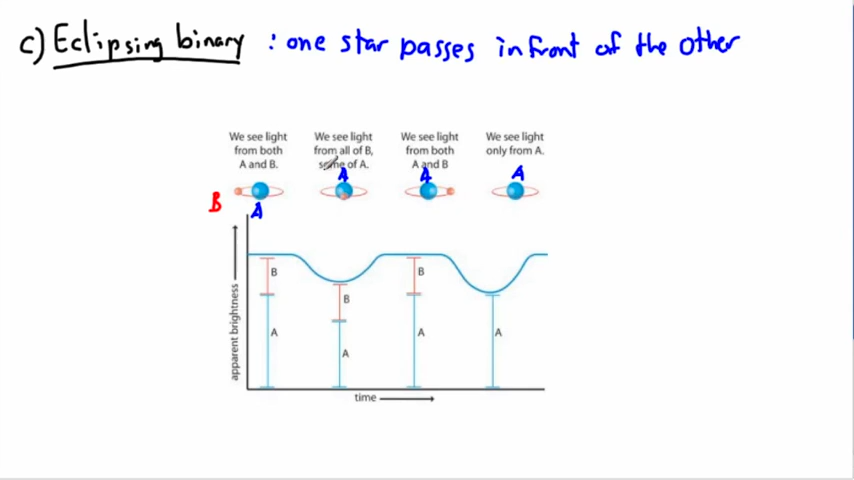 c) Eclipsing binary : one star passes in front of the other
We see light
from both
A and B.
We see light
from all of B,
some of A.
We see light
from both
A and B
We see light
only from A.
A
A
A
B
A
B
B
B
A
A
A
A
apparent brightness
time